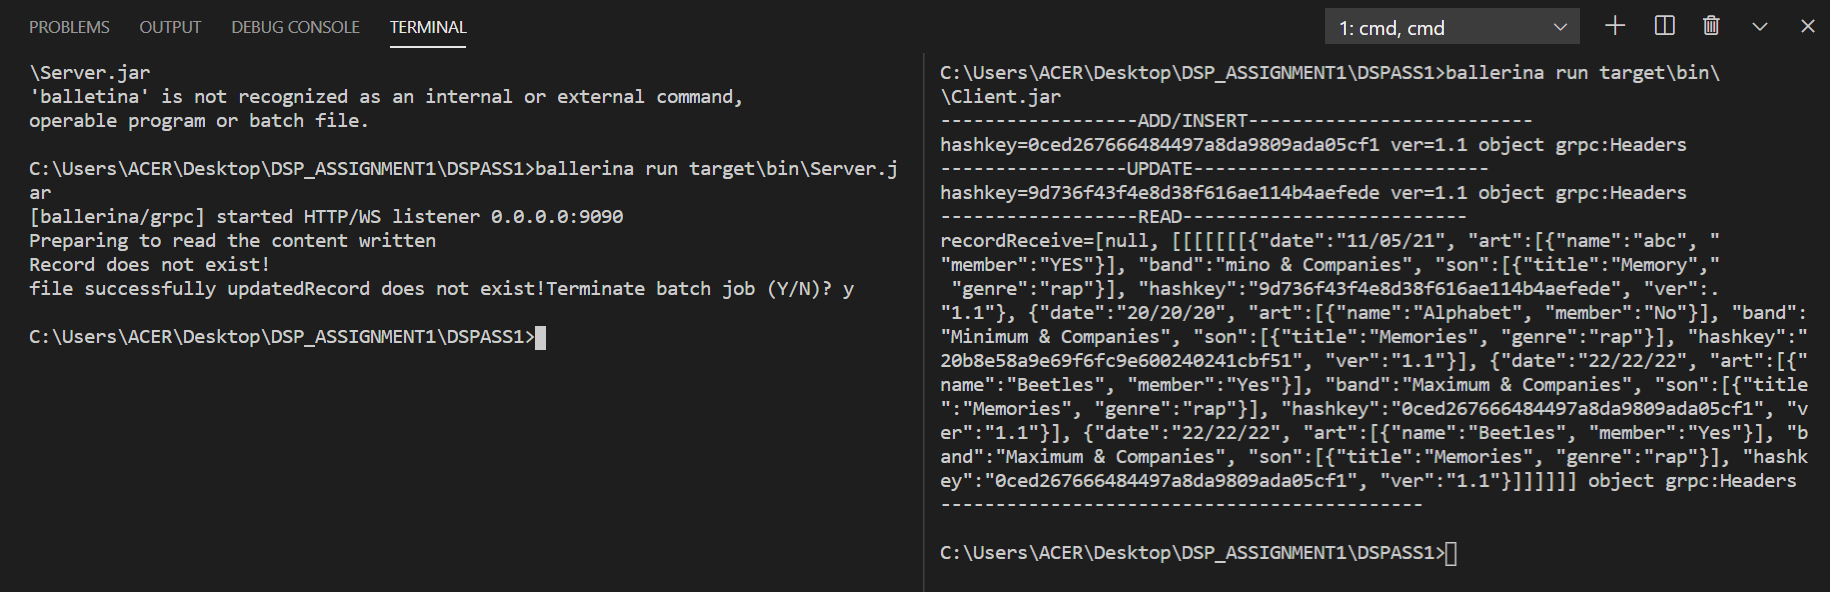 PROBLEMS OUTPUT DEBUG CONSOLE TERMINAL 1: cmd, cmd
\Server.jar
'balletina' is not recognized as an internal or external command,
operable program or batch file.
C:\Users\ACER\Desktop\DSP_ASSIGNMENT1\DSPASS1>ballerina run target\bin\Server.j
ar
[ballerina/grpc] started HTTP/WS listener 0.0.0.0:9090
Preparing to read the content written
Record does not exist!
file successfully updatedRecord does not exist!Terminate batch job (Y/N)? y
C:\Users\ACER\Desktop\DSP_ASSIGNMENT1\DSPASS1>
C:\Users\ACER\Desktop\DSP_ASSIGNMENT1\DSPASS1>ballerina run target\bin\
\Client.jar
------------------ADD/INSERT--------------------------
hashkey=0ced267666484497a8da9809ada05cf1 ver=1.1 object grpc:Headers
-----------------UPDATE---------------------------
hashkey=9d736f43f4e8d38f616ae114b4aefede ver=1.1 object grpc:Headers
------------------READ--------------------------
recordReceive=[null, [[[[[[[{"date":"11/05/21", "art":[{"name":"abc", "
"member":"YES"}], "band":"mino & Companies", "son":[{"title":"Memory","
"genre":"rap"}], "hashkey":"9d736f43f4e8d38f616ae114b4aefede", "ver":.
"1.1"}, {"date":"20/20/20", "art":[{"name":"Alphabet", "member":"No"}], "band":
"Minimum & Companies", "son":[{"title":"Memories", "genre":"rap"}], "hashkey":"
20b8e58a9e69f6fc9e600240241cbf51", "ver":"1.1"}], {"date":"22/22/22", "art":[{"
name":"Beetles", "member":"Yes"}], "band":"Maximum & Companies", "son":[{"title
":"Memories", "genre":"rap"}], "hashkey":"0ced267666484497a8da9809ada05cf1", "v
er":"1.1"}], {"date":"22/22/22", "art":[{"name":"Beetles", "member":"Yes"}], "b
and":"Maximum & Companies", "son":[{"title":"Memories", "genre":"rap"}], "hashk
ey":"0ced267666484497a8da9809ada05cf1", "ver":"1.1"}]]]]]] object grpc:Headers
--------------------------------------------
C:\Users\ACER\Desktop\DSP_ASSIGNMENT1\DSPASS1>